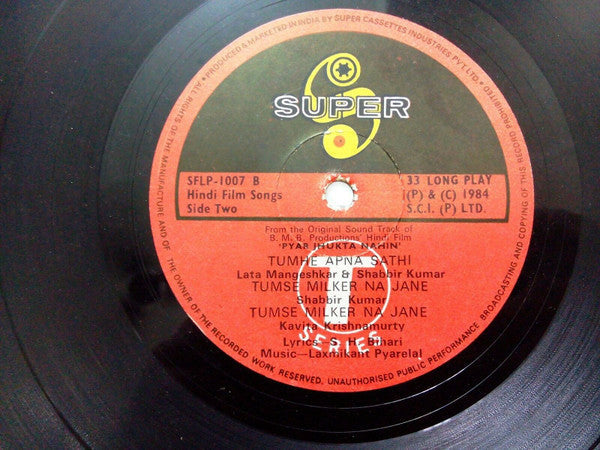 PRODUCED & MARKETED IN INDIA BY SUPER CASSETTES INDUSTRIES PVT. LTD.
ALL RIGHTS OF THE MANUFACTURER AND OF THE OWNER OF THE RECORDED WORK RESERVED, UNAUTHORISED PUBLIC PERFORMANCE BROADCASTING AND COPYING OF THIS RECORD PROHIBITED
SUPER
SFLP-1007 B
Hindi Film Songs
Side Two
33 LONG PLAY
(P) & (C) 1984
S.C.I. (P) LTD.
From the Original Sound Track of
B. M. B. Productions' Hindi Film
'PYAR JHUKTA NAHIN'
TUMHE APNA SATHI
Lata Mangeshkar & Shabbir Kumar
TUMSE MILKER NA JANE
Shabbir Kumar
TUMSE MILKER NA JANE
Kavita Krishnamurty
Lyrics S. H. Bihari
Music—Laxmikant Pyarelal
T
SERIES